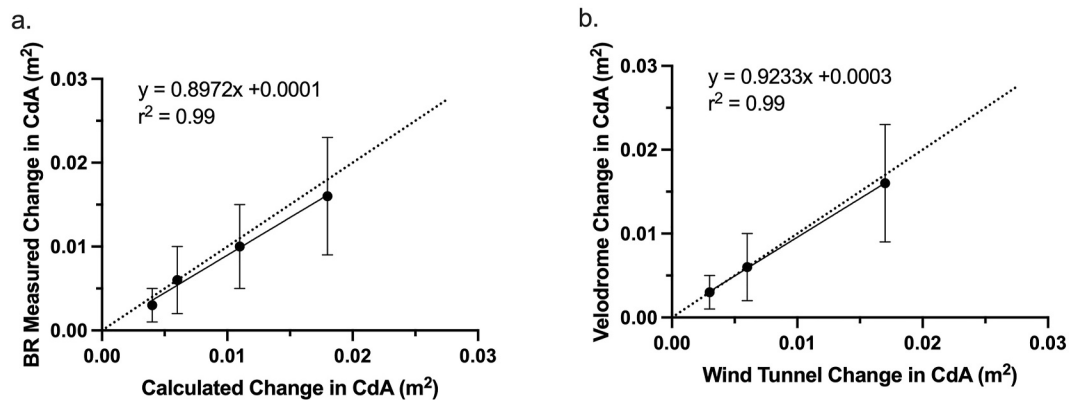 a.
BR Measured Change in CdA (m²)
y = 0.8972x +0.0001
r² = 0.99
0.03
0.02
0.01
0.00
0.00 0.01 0.02 0.03
Calculated Change in CdA (m²)
b.
Velodrome Change in CdA (m²)
y = 0.9233x +0.0003
r² = 0.99
0.03
0.02
0.01
0.00
0.00 0.01 0.02 0.03
Wind Tunnel Change in CdA (m²)